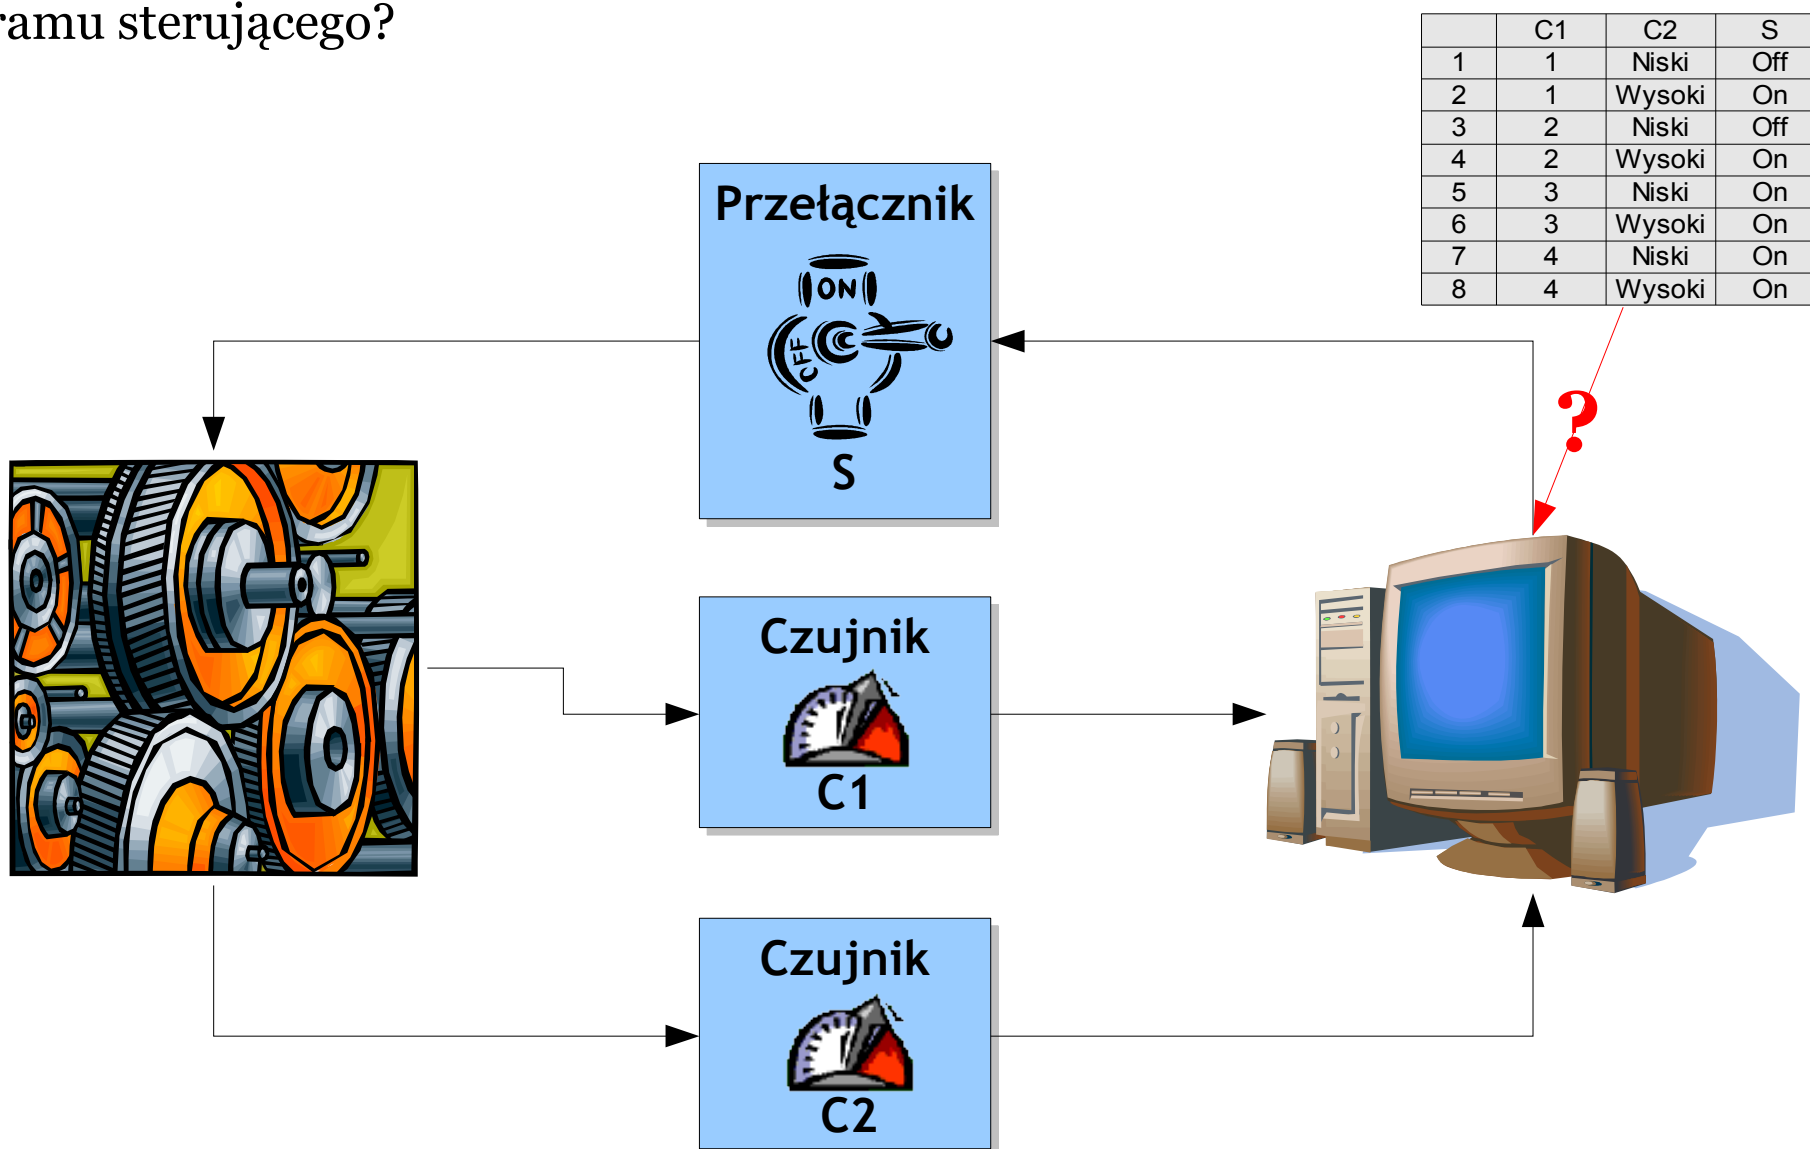 ramu sterującego?
C1 C2 S
1 1 Niski Off
2 1 Wysoki On
3 2 Niski Off
4 2 Wysoki On
5 3 Niski On
6 3 Wysoki On
7 4 Niski On
8 4 Wysoki On
Przełącznik
ON
OFF
S
?
Czujnik
C1
Czujnik
C2